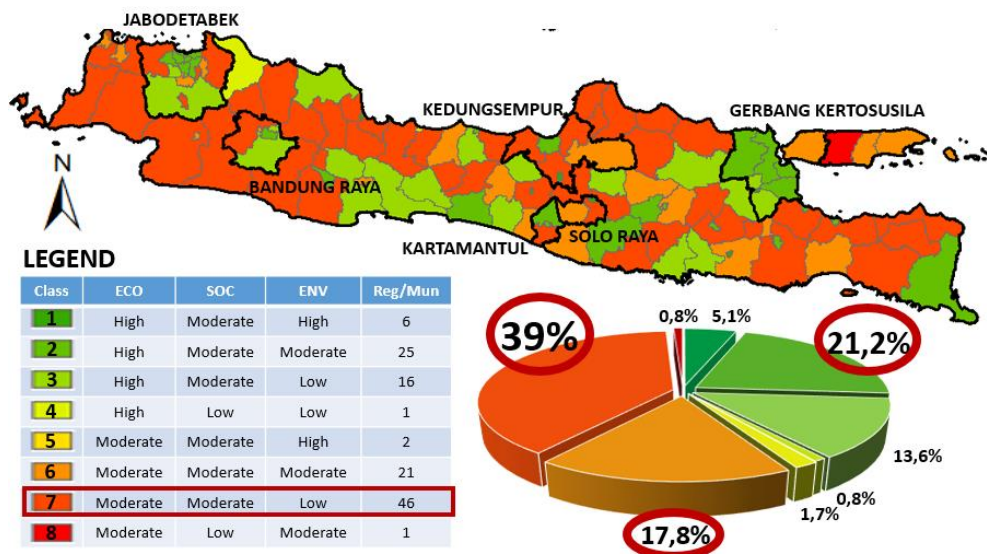 JABODETABEK
KEDUNGSEMPUR
GERBANG KERTOSUSILA
N
BANDUNG RAYA
KARTAMANTUL
SOLO RAYA
LEGEND
Class ECO SOC ENV Reg/Mun
1 High Moderate High 6
2 High Moderate Moderate 25
3 High Moderate Low 16
4 High Low Low 1
5 Moderate Moderate High 2
6 Moderate Moderate Moderate 21
7 Moderate Moderate Low 46
8 Moderate Low Moderate 1
39%
0,8%
5,1%
21,2%
13,6%
0,8%
1,7%
17,8%